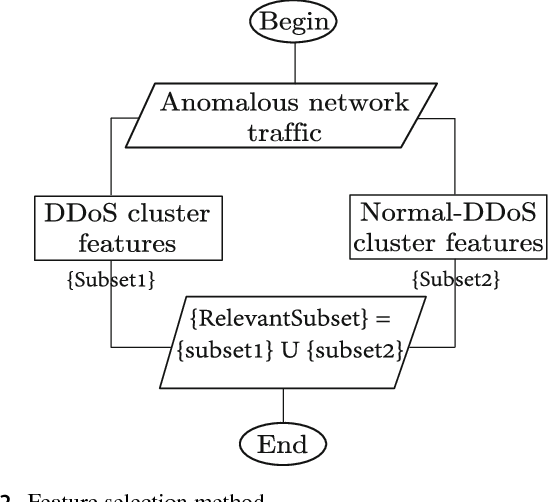 Begin
Anomalous network
traffic
DDoS cluster
features
Normal-DDoS
cluster features
{Subset1}
{Subset2}
{RelevantSubset} =
{subset1} U {subset2}
End
2 Feature selection method